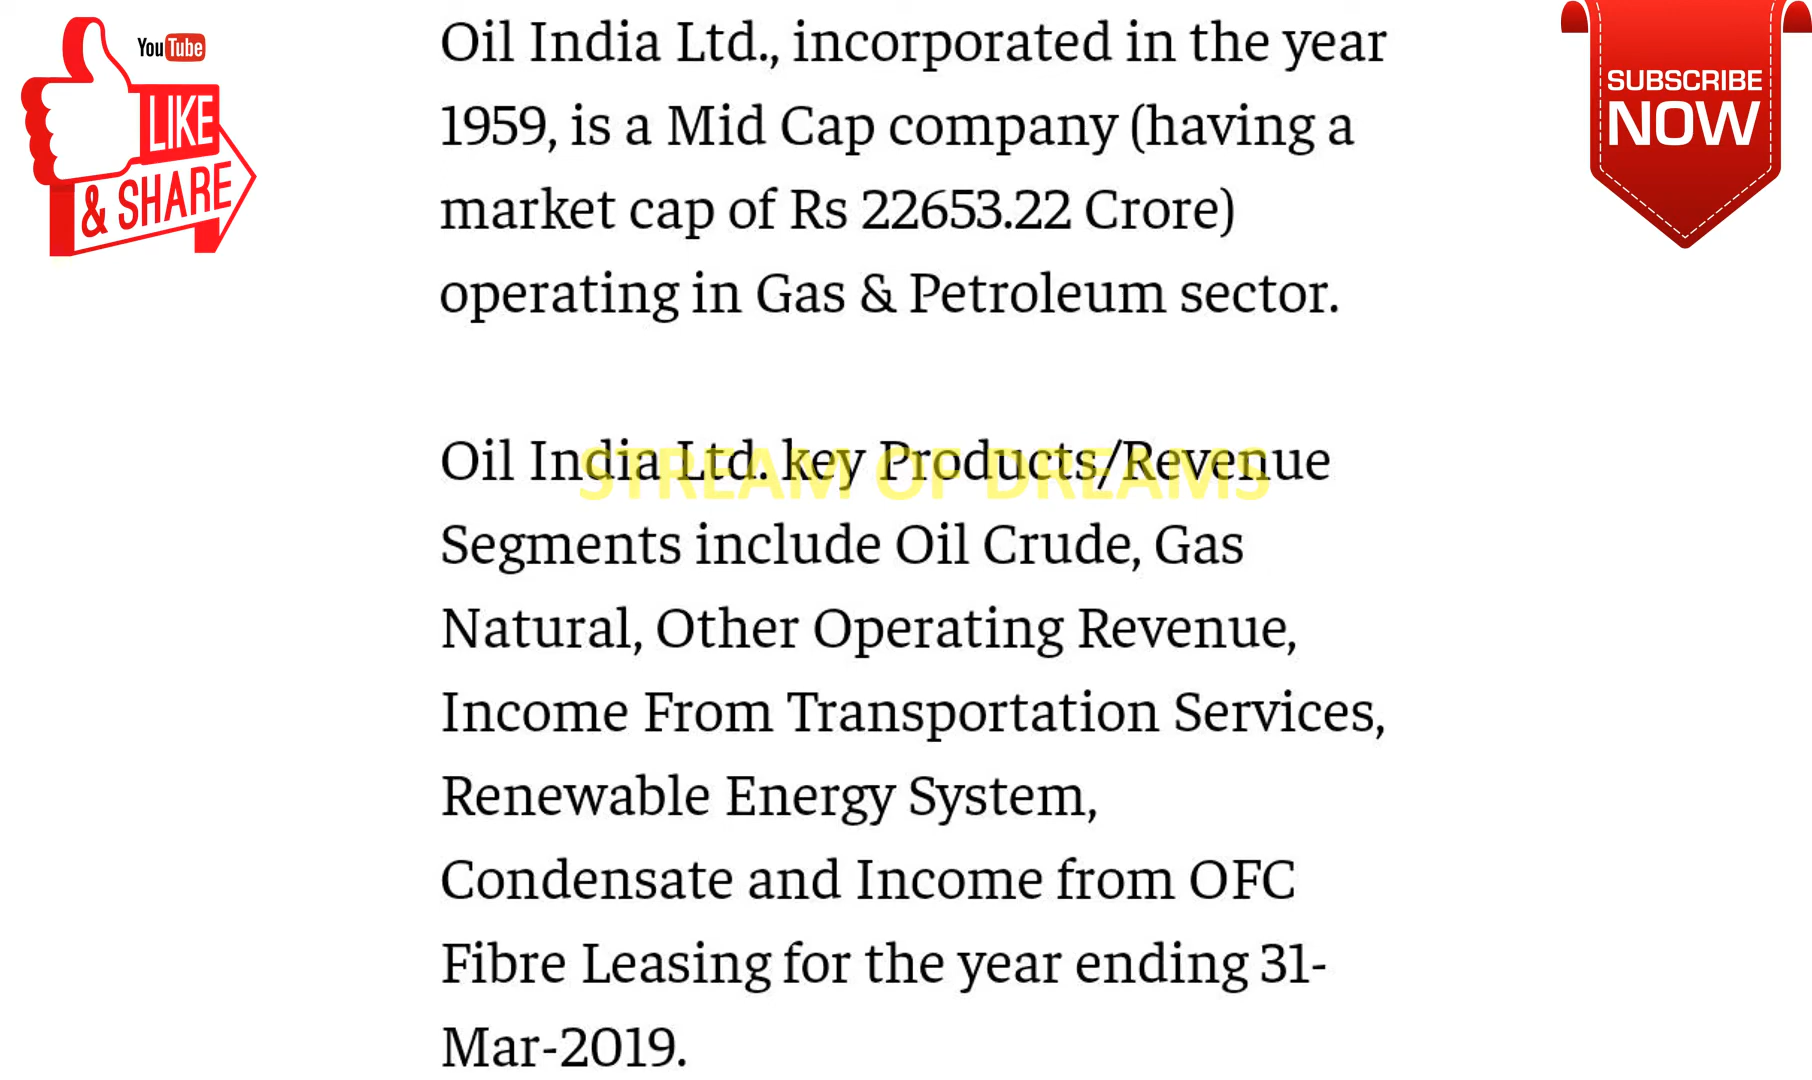 YouTube
LIKE
& SHARE
SUBSCRIBE
NOW
Oil India Ltd., incorporated in the year
1959, is a Mid Cap company (having a
market cap of Rs 22653.22 Crore)
operating in Gas & Petroleum sector.
Oil India Ltd. key Products/Revenue
STREAM OF DREAMS
Segments include Oil Crude, Gas
Natural, Other Operating Revenue,
Income From Transportation Services,
Renewable Energy System,
Condensate and Income from OFC
Fibre Leasing for the year ending 31-
Mar-2019.